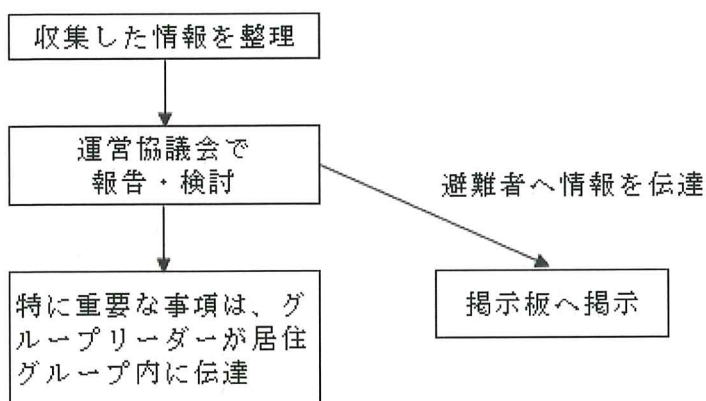 収集した情報を整理
運営協議会で
報告・検討
避難者へ情報を伝達
特に重要な事項は、グ
ループリーダーが居住
グループ内に伝達
掲示板へ掲示